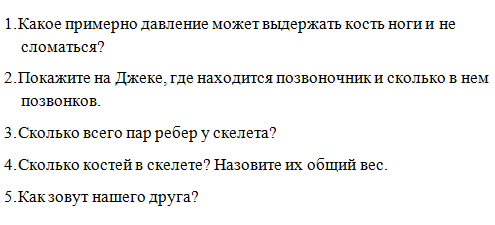 1.Какое примерно давление может выдержать кость ноги и не
сломаться?
2.Покажите на Джеке, где находится позвоночник и сколько в нем
позвонков.
3.Сколько всего пар ребер у скелета?
4.Сколько костей в скелете? Назовите их общий вес.
5.Как зовут нашего друга?